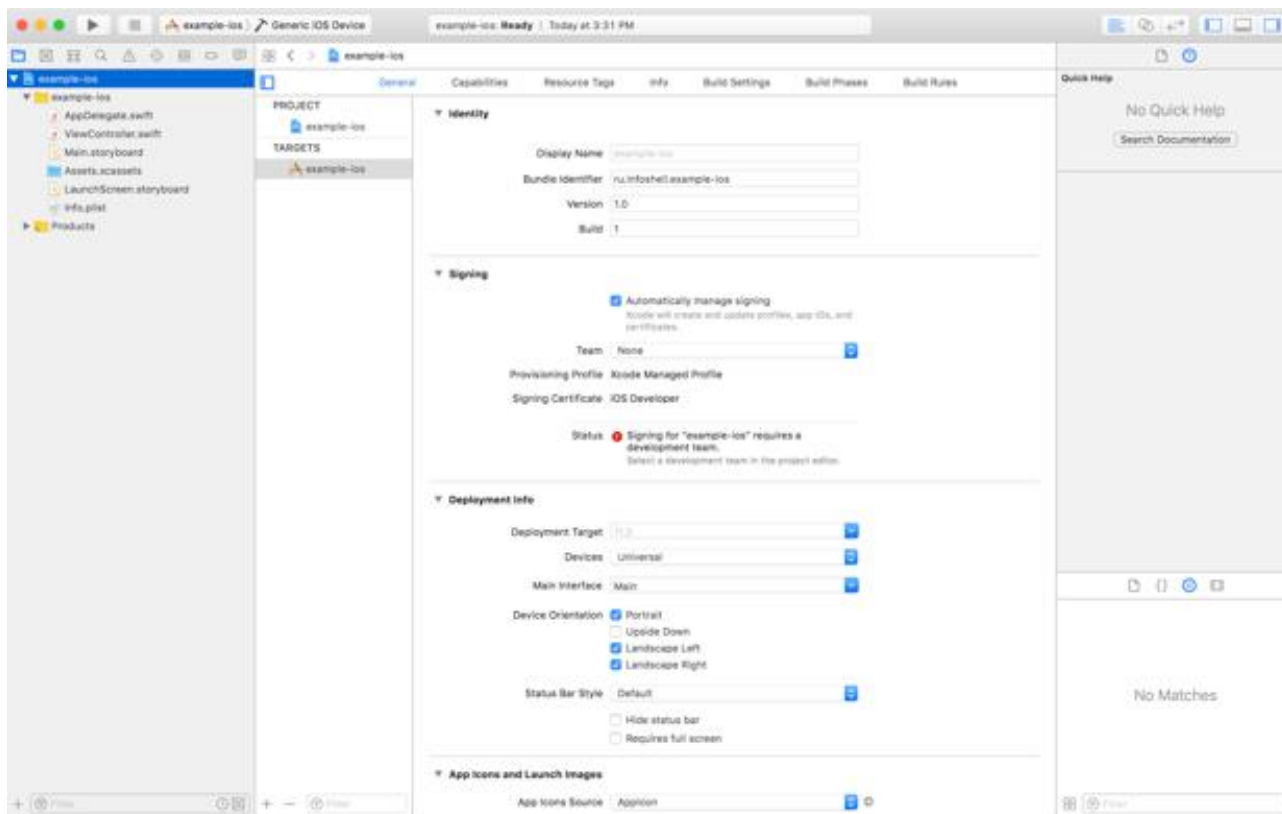 example-ios
Generic iOS Device
example-ios: Ready | Today at 3:31 PM
example-ios
example-ios
example-ios
AppDelegate.swift
ViewController.swift
Main.storyboard
Assets.xcassets
LaunchScreen.storyboard
Info.plist
Products
Filter
PROJECT
example-ios
TARGETS
example-ios
Filter
General
Capabilities
Resource Tags
Info
Build Settings
Build Phases
Build Rules
Identity
Display Name example-ios
Bundle Identifier ru.infoshell.example-ios
Version 1.0
Build 1
Signing
Automatically manage signing
Xcode will create and update profiles, app IDs, and
certificates.
Team None
Provisioning Profile Xcode Managed Profile
Signing Certificate iOS Developer
Status Signing for "example-ios" requires a
development team.
Select a development team in the project editor.
Deployment Info
Deployment Target
Devices Universal
Main Interface Main
Device Orientation Portrait
Upside Down
Landscape Left
Landscape Right
Status Bar Style Default
Hide status bar
Requires full screen
App Icons and Launch Images
App Icons Source AppIcon
Quick Help
No Quick Help
Search Documentation
No Matches
Filter